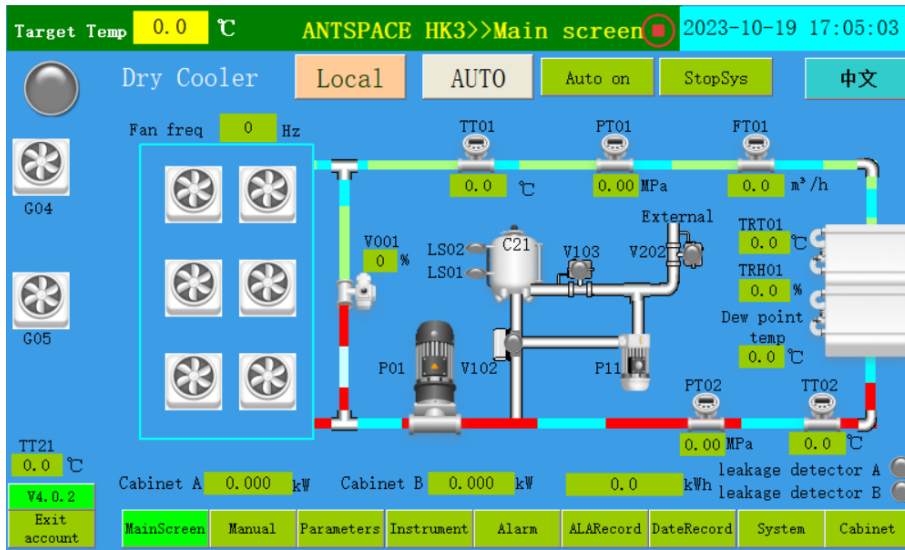 Target Temp 0.0 ℃ ANTSPACE HK3>>Main screen 2023-10-19 17:05:03
Dry Cooler Local AUTO Auto on StopSys 中文
Fan freq 0 Hz
TT01 PT01 FT01
0.0 ℃ 0.00 MPa 0.0 m³/h
G04
External
TRT01
0.0 ℃
V001
0 %
LS02
LS01
C21
V103
V202
TRH01
0.0 %
Dew point
temp
0.0 ℃
G05
P01
V102
P11
PT02 TT02
0.00 MPa 0.0 ℃
TT21
0.0 ℃
Cabinet A 0.000 kW Cabinet B 0.000 kW 0.0 kWh
leakage detector A
leakage detector B
V4.0.2
Exit
account
MainScreen Manual Parameters Instrument Alarm ALARecord DateRecord System Cabinet